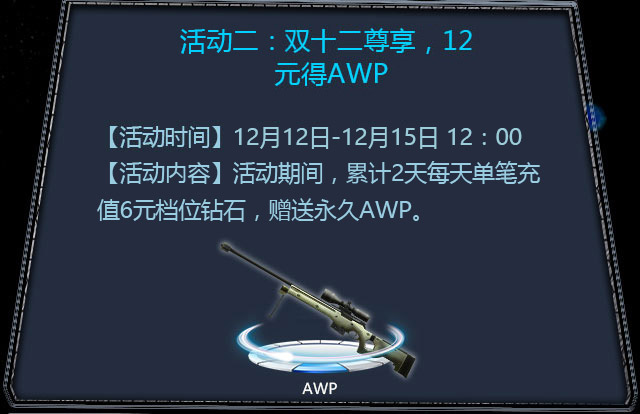 活动二：双十二尊享，12
元得AWP
【活动时间】12月12日-12月15日 12：00
【活动内容】活动期间，累计2天每天单笔充
值6元档位钻石，赠送永久AWP。
AWP